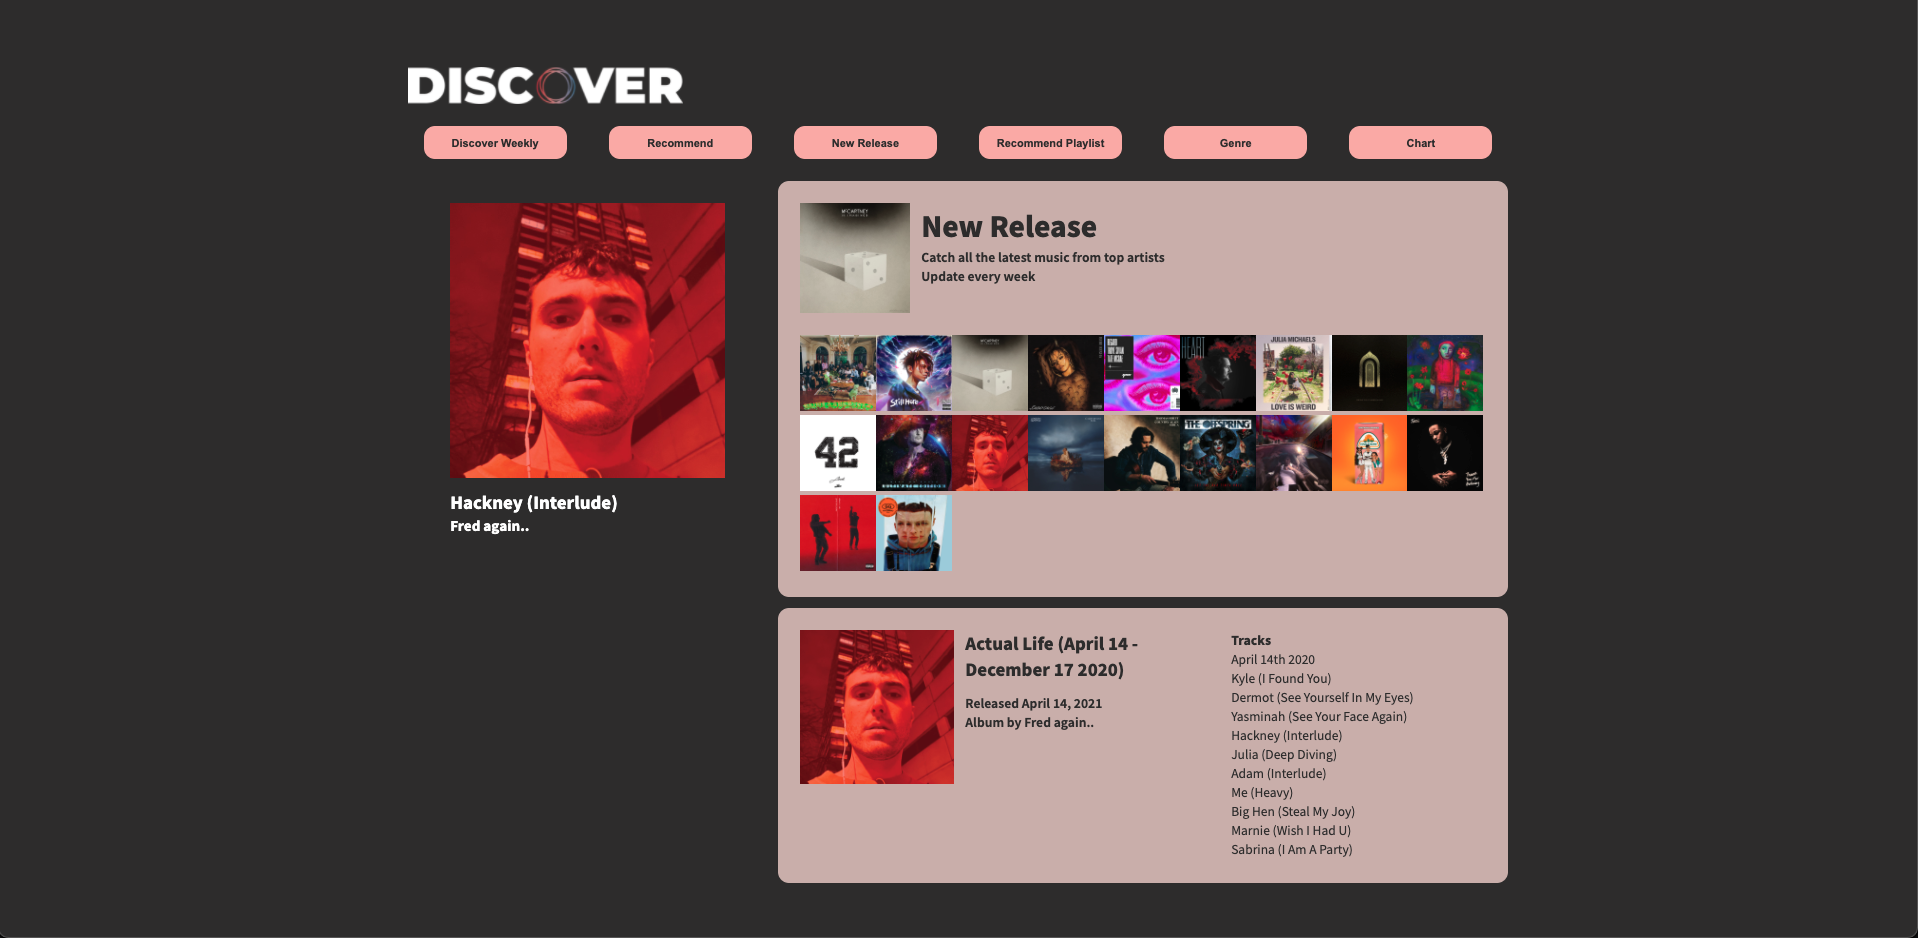 DISCOVER
Discover Weekly
Recommend
New Release
Recommend Playlist
Genre
Chart
Hackney (Interlude)
Fred again..
McCARTNEY
New Release
Catch all the latest music from top artists
Update every week
Still More
HEART
JULIA MICHAELS
LOVE IS WEIRD
42
THE OFFSPRING
Actual Life (April 14 -
December 17 2020)
Released April 14, 2021
Album by Fred again..
Tracks
April 14th 2020
Kyle (I Found You)
Dermot (See Yourself In My Eyes)
Yasminah (See Your Face Again)
Hackney (Interlude)
Julia (Deep Diving)
Adam (Interlude)
Me (Heavy)
Big Hen (Steal My Joy)
Marnie (Wish I Had U)
Sabrina (I Am A Party)